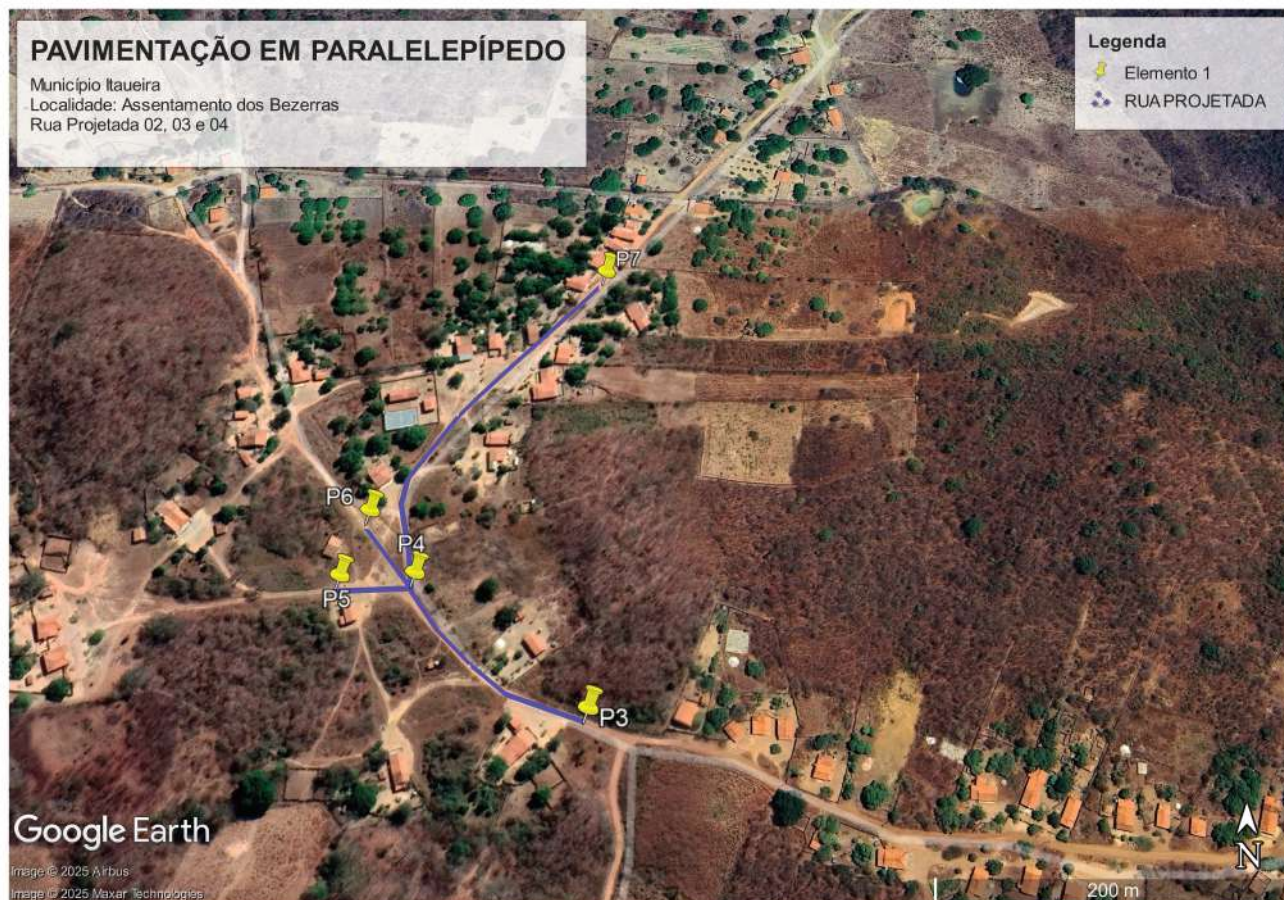 PAVIMENTAÇÃO EM PARALELEPÍPEDO
Município Itaueira
Localidade: Assentamento dos Bezerras
Rua Projetada 02, 03 e 04
Legenda
Elemento 1
RUA PROJETADA
P7
P6
P4
P5
P3
Google Earth
Image © 2025 Airbus
Image © 2025 Maxar Technologies
N
200 m